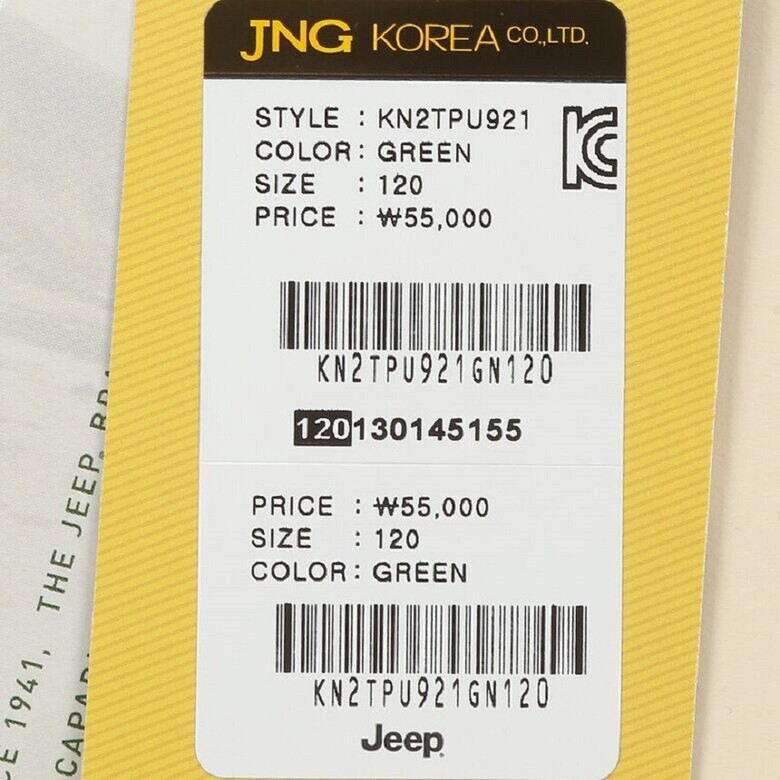 JNG KOREA CO.,LTD.
STYLE : KN2TPU921
COLOR : GREEN
SIZE : 120
PRICE : ₩55,000
KC
KN2TPU921GN120
120130145155
PRICE : ₩55,000
SIZE : 120
COLOR : GREEN
KN2TPU921GN120
Jeep
1941, THE JEEP